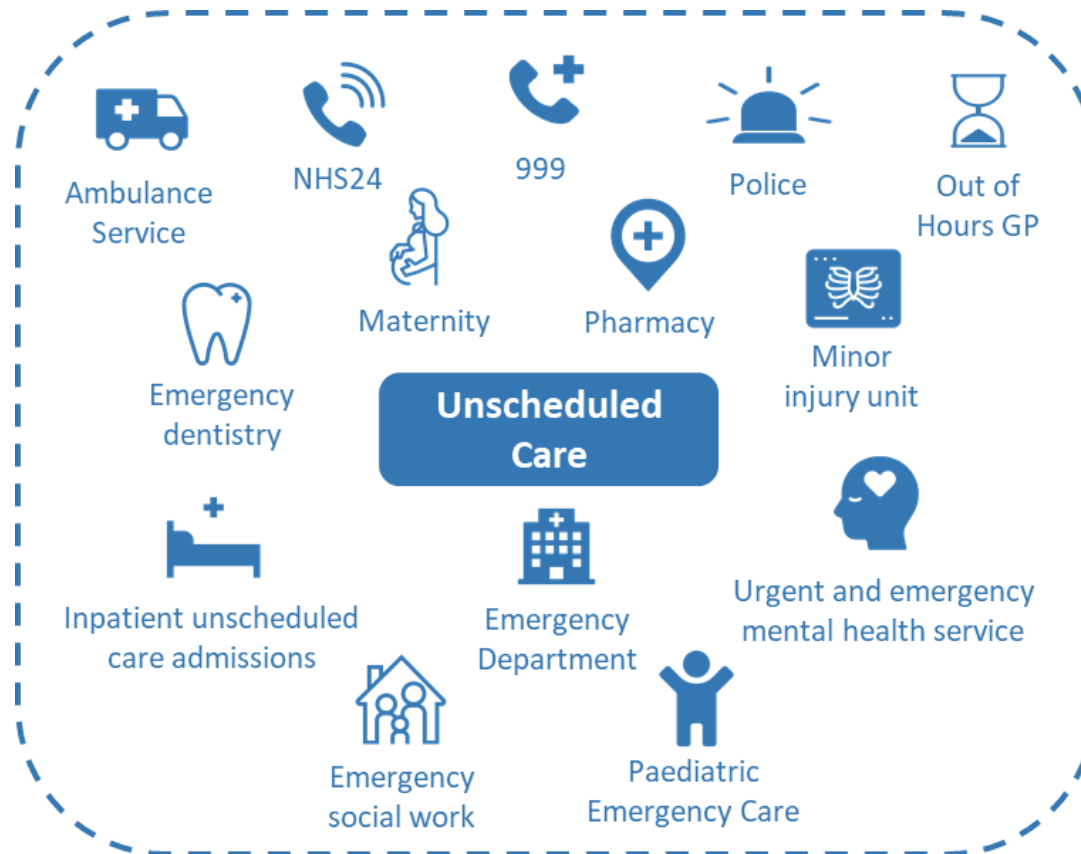 Ambulance
Service
NHS24
999
Police
Out of
Hours GP
Maternity
Pharmacy
Minor
injury unit
Emergency
dentistry
Unscheduled
Care
Inpatient unscheduled
care admissions
Emergency
Department
Urgent and emergency
mental health service
Emergency
social work
Paediatric
Emergency Care